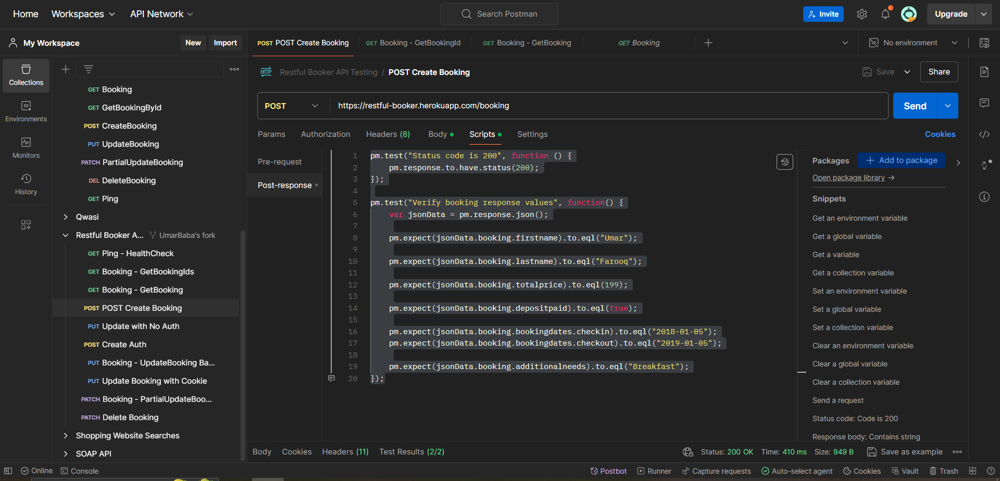 Home Workspaces API Network Search Postman Invite Upgrade
My Workspace New Import POST POST Create Booking GET Booking - GetBookingId GET Booking - GetBooking GET Booking No environment
Collections
Environments
Monitors
History
GET Booking
GET GetBookingById
POST CreateBooking
PUT UpdateBooking
PATCH PartialUpdateBooking
DEL DeleteBooking
GET Ping
Qwasi
Restful Booker A... UmarBaba's fork
GET Ping - HealthCheck
GET Booking - GetBookingIds
GET Booking - GetBooking
POST POST Create Booking
PUT Update with No Auth
POST Create Auth
PUT Booking - UpdateBooking Ba...
PUT Update Booking with Cookie
PATCH Booking - PartialUpdateBoo...
PATCH Delete Booking
Shopping Website Searches
SOAP API
HTTP Restful Booker API Testing / POST Create Booking Save Share
POST https://restful-booker.herokuapp.com/booking Send
Params Authorization Headers (8) Body Scripts Settings Cookies
Pre-request
Post-response
1 pm.test("Status code is 200", function () {
2 pm.response.to.have.status(200);
3 });
4
5 pm.test("Verify booking response values", function() {
6 var jsonData = pm.response.json();
7
8 pm.expect(jsonData.booking.firstname).to.eql("Umar");
9
10 pm.expect(jsonData.booking.lastname).to.eql("Farooq");
11
12 pm.expect(jsonData.booking.totalprice).to.eql(199);
13
14 pm.expect(jsonData.booking.depositpaid).to.eql(true);
15
16 pm.expect(jsonData.booking.bookingdates.checkin).to.eql("2018-01-05");
17 pm.expect(jsonData.booking.bookingdates.checkout).to.eql("2019-01-05");
18
19 pm.expect(jsonData.booking.additionalneeds).to.eql("Breakfast");
20 });
Packages Add to package
Open package library →
Snippets
Get an environment variable
Get a global variable
Get a variable
Get a collection variable
Set an environment variable
Set a global variable
Set a collection variable
Clear an environment variable
Clear a global variable
Clear a collection variable
Send a request
Status code: Code is 200
Response body: Contains string
Body Cookies Headers (11) Test Results (2/2) Status: 200 OK Time: 410 ms Size: 949 B Save as example
Online Console Postbot Runner Capture requests Auto-select agent Cookies Vault Trash